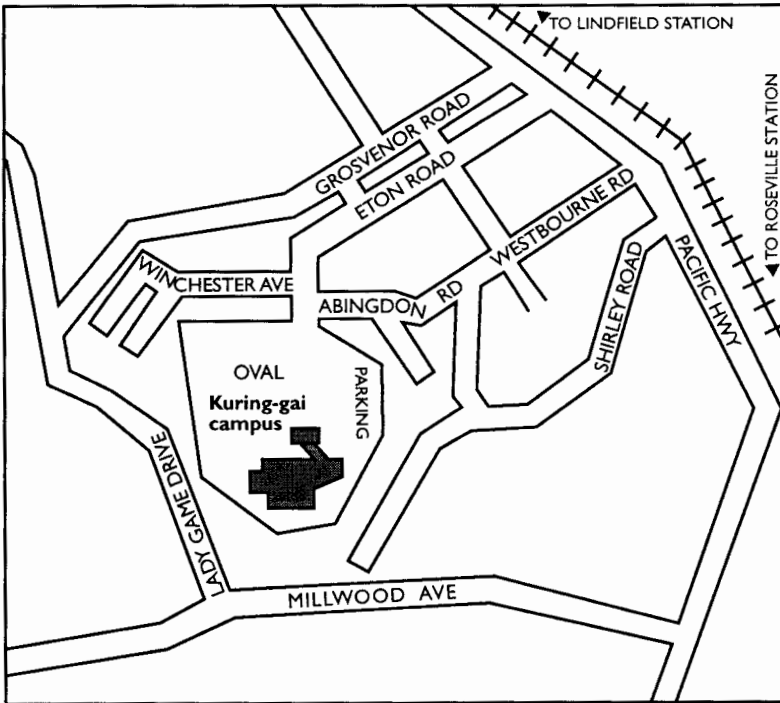 TO LINDFIELD STATION
TO ROSEVILLE STATION
GROSVENOR ROAD
ETON ROAD
WESTBOURNE RD
WINCHESTER AVE
ABINGDON RD
SHIRLEY ROAD
PACIFIC HWY
OVAL
PARKING
Kuring-gai
campus
LADY GAME DRIVE
MILLWOOD AVE